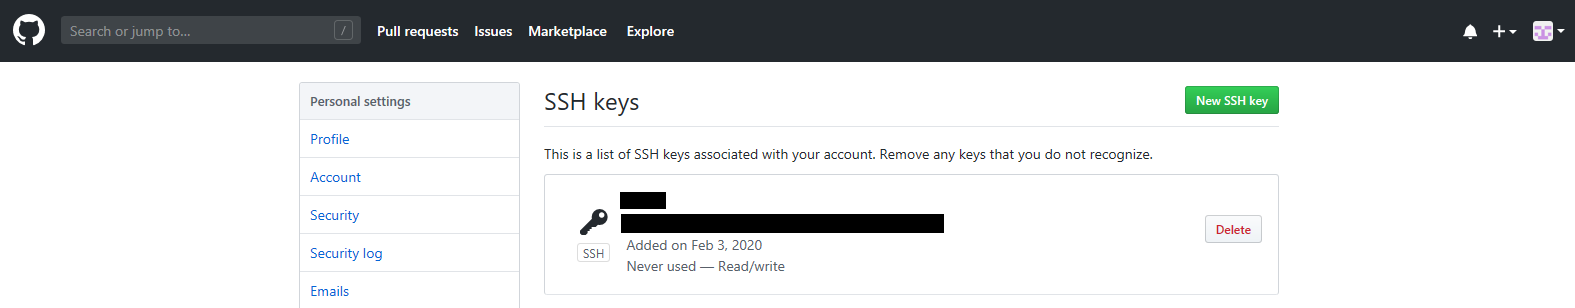 Search or jump to... / Pull requests Issues Marketplace Explore
Personal settings
Profile
Account
Security
Security log
Emails
SSH keys
New SSH key
This is a list of SSH keys associated with your account. Remove any keys that you do not recognize.
SSH
Added on Feb 3, 2020
Never used — Read/write
Delete